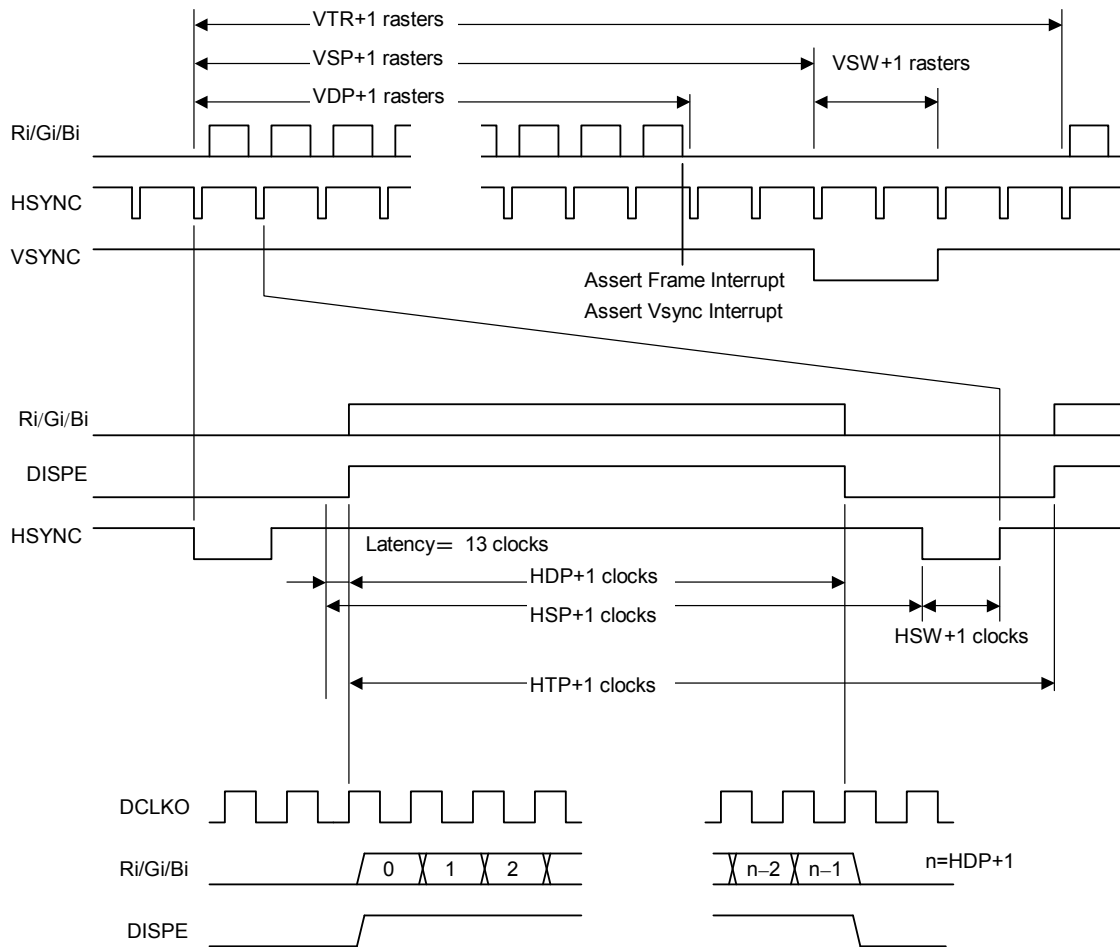 VTR+1 rasters
VSP+1 rasters
VSW+1 rasters
VDP+1 rasters
Ri/Gi/Bi
HSYNC
VSYNC
Assert Frame Interrupt
Assert Vsync Interrupt
Ri/Gi/Bi
DISPE
HSYNC
Latency= 13 clocks
HDP+1 clocks
HSP+1 clocks
HSW+1 clocks
HTP+1 clocks
DCLKO
Ri/Gi/Bi
0 1 2 n–2 n–1
n=HDP+1
DISPE